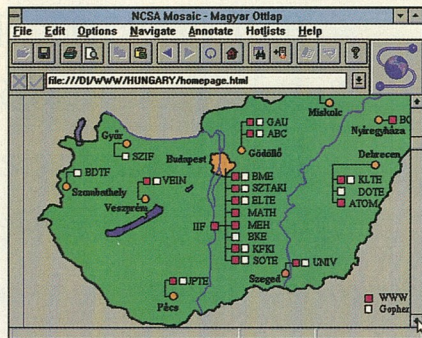 NCSA Mosaic - Magyar Ottlap
File Edit Options Navigate Annotate Hotlists Help
file:///D|/WWW/HUNGARY/homepage.html
Miskolc
GAU
ABC
Gödöllő
Nyíregyháza
Győr
SZIF
Budapest
Debrecen
KLTE
DOTE
ATOM
BDTF
Szombathely
VEIN
Veszprém
BME
SZTAKI
ELTE
MATH
IIF
MEH
BKE
KFKI
SOTE
JPTE
Pécs
UNIV
Szeged
WWW
Gopher